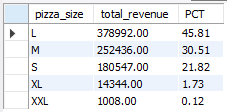 pizza_size total_revenue PCT
L 378992.00 45.81
M 252436.00 30.51
S 180547.00 21.82
XL 14344.00 1.73
XXL 1008.00 0.12